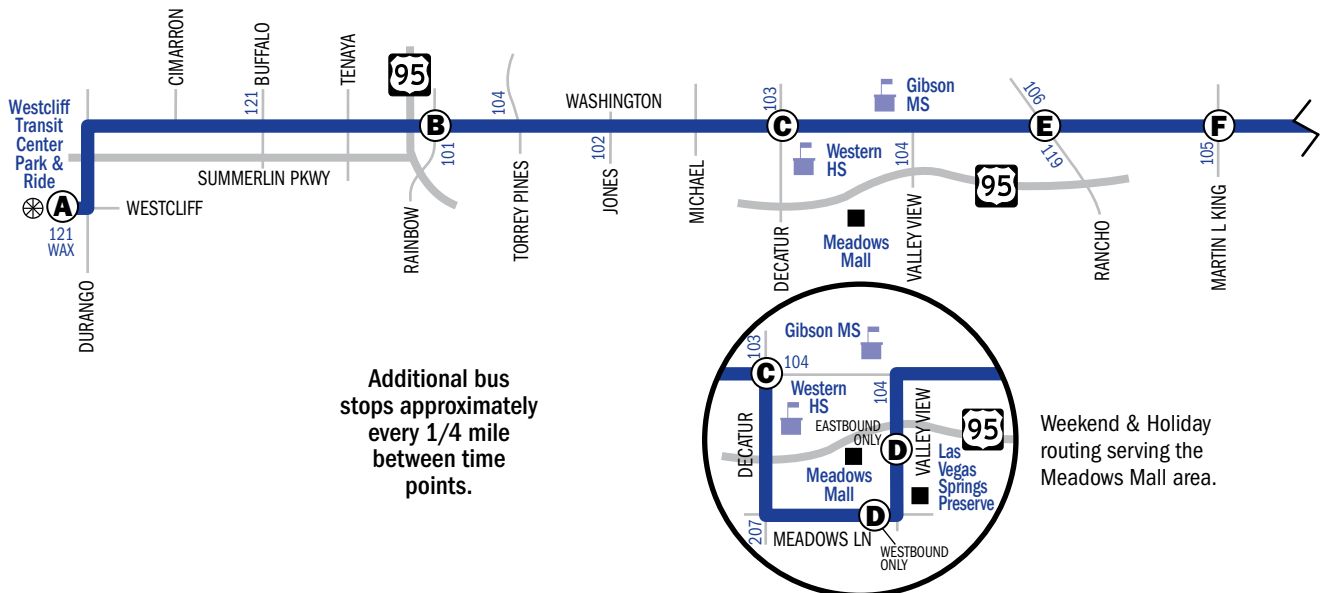 CIMARRON
121
BUFFALO
TENAYA
95
Westcliff
Transit
Center
Park &
Ride
A
121
WAX
WESTCLIFF
DURANGO
SUMMERLIN PKWY
B
101
RAINBOW
104
TORREY PINES
WASHINGTON
102
JONES
MICHAEL
103
C
DECATUR
Gibson
MS
Western
HS
104
VALLEY VIEW
95
Meadows
Mall
106
E
119
RANCHO
F
105
MARTIN L KING
Additional bus
stops approximately
every 1/4 mile
between time
points.
Gibson MS
103
104
C
Western
HS
104
EASTBOUND
ONLY
D
VALLEY VIEW
95
DECATUR
Meadows
Mall
Las
Vegas
Springs
Preserve
D
207
MEADOWS LN
WESTBOUND
ONLY
Weekend & Holiday
routing serving the
Meadows Mall area.